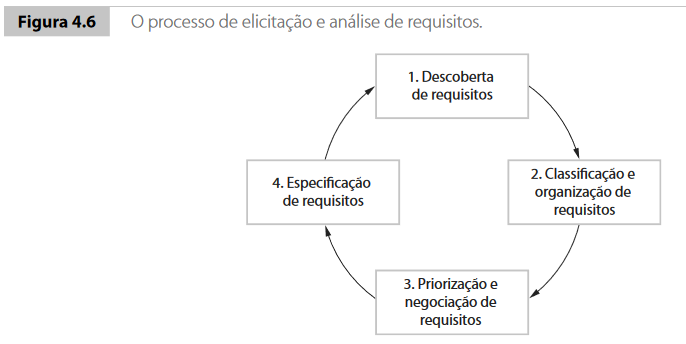 Figura 4.6
O processo de elicitação e análise de requisitos.
1. Descoberta
de requisitos
2. Classificação e
organização de
requisitos
3. Priorização e
negociação de
requisitos
4. Especificação
de requisitos